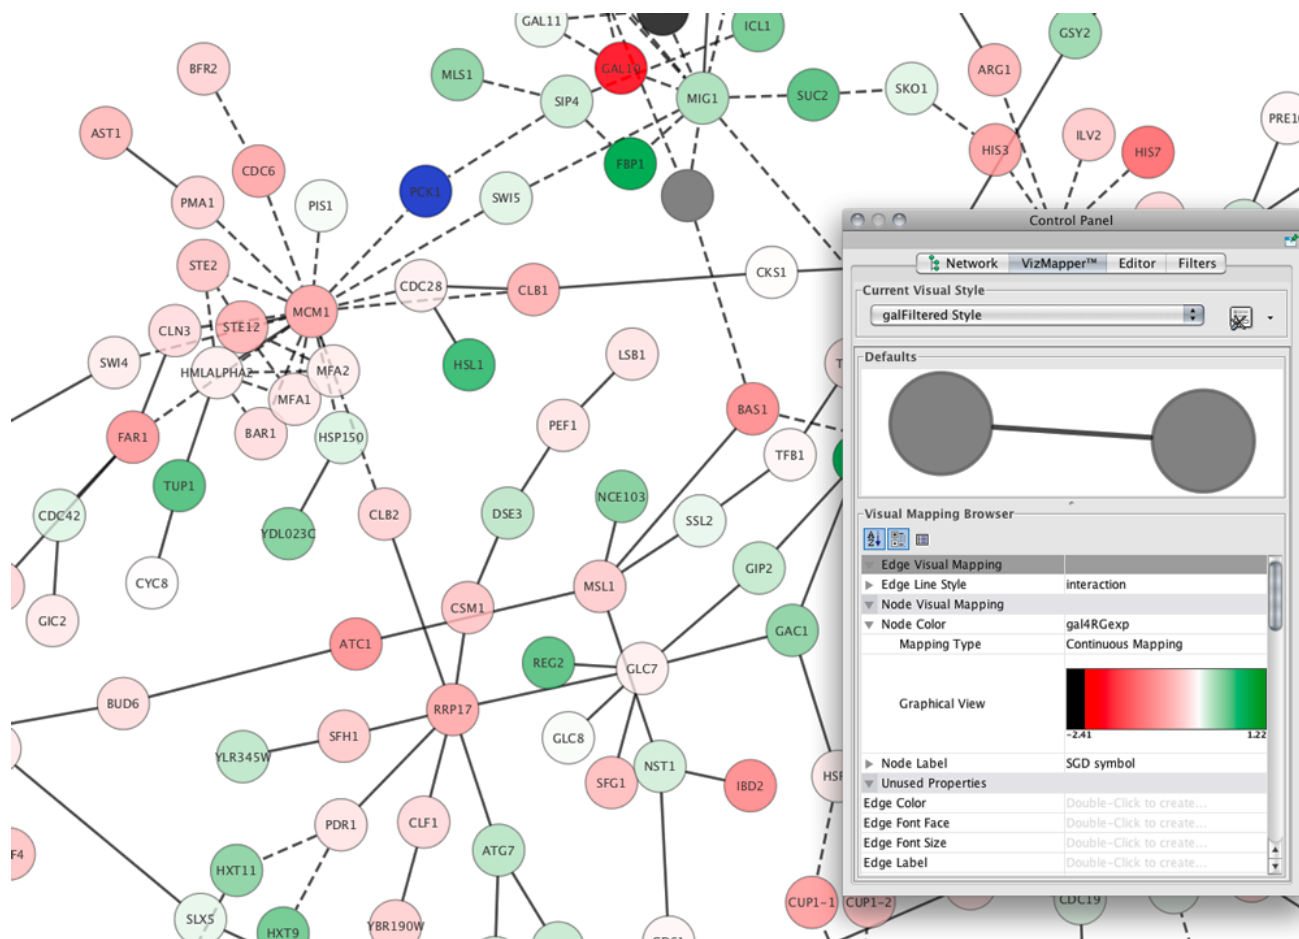 GAL11
ICL1
GSY2
BFR2
MLS1
GAL10
ARG1
SIP4
MIG1
SUC2
SKO1
AST1
ILV2
HIS3
HIS7
CDC6
FBP1
PCK1
PMA1
PIS1
SWI5
STE2
CDC28
CLB1
CKS1
MCM1
CLN3
STE12
SWI4
HMLALPHA2
MFA2
HSL1
LSB1
MFA1
BAS1
FAR1
BAR1
HSP150
PEF1
TFB1
TUP1
NCE103
CDC42
CLB2
DSE3
SSL2
YDL023C
CYC8
GIP2
MSL1
GIC2
CSM1
ATC1
GAC1
REG2
GLC7
BUD6
RRP17
SFH1
GLC8
YLR345W
NST1
SFG1
IBD2
PDR1
CLF1
ATG7
HXT11
SLX5
YBR190W
HXT9
CUP1-1
CUP1-2
CDC19
Control Panel
Network VizMapper™ Editor Filters
Current Visual Style
galFiltered Style
Defaults
Visual Mapping Browser
Edge Visual Mapping
Edge Line Style interaction
Node Visual Mapping
Node Color gal4RGexp
Mapping Type Continuous Mapping
Graphical View
-2.41 1.22
Node Label SGD symbol
Unused Properties
Edge Color Double-Click to create...
Edge Font Face Double-Click to create...
Edge Font Size Double-Click to create...
Edge Label Double-Click to create...